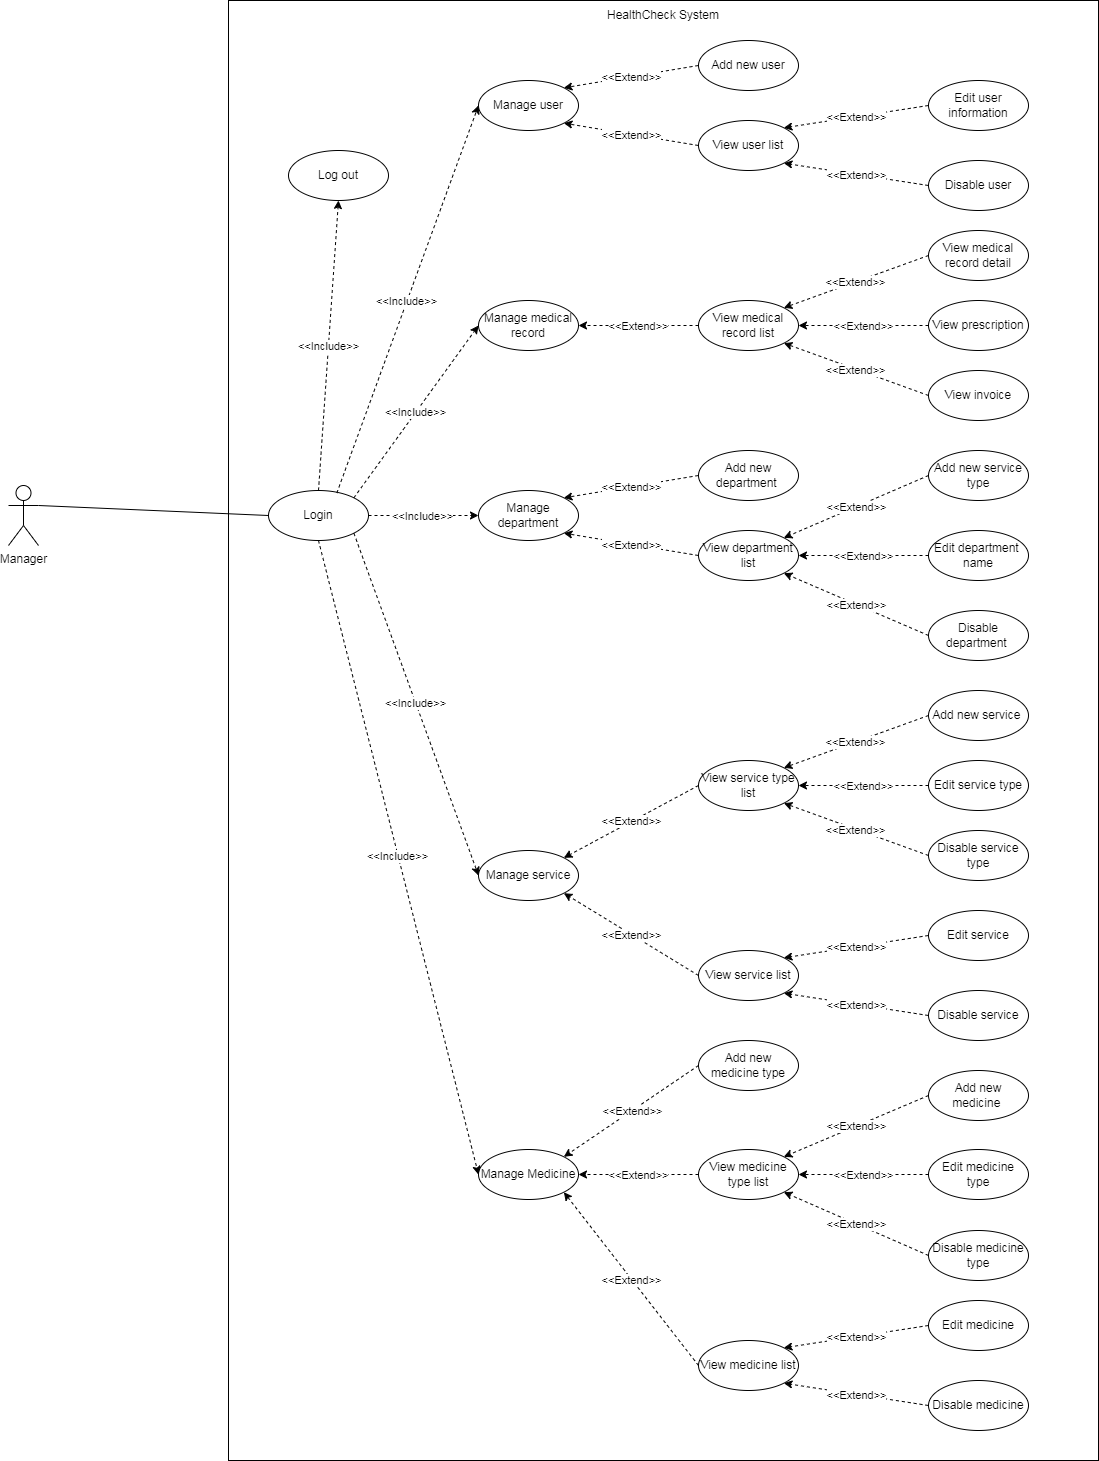 HealthCheck System
Add new user
<<Extend>>
Manage user
Edit user
information
<<Extend>>
<<Extend>>
View user list
<<Extend>>
Disable user
Log out
View medical
record detail
<<Extend>>
<<Include>>
Manage medical
record
<<Extend>>
View medical
record list
<<Extend>>
View prescription
<<Include>>
<<Extend>>
View invoice
<<Include>>
Add new
department
Add new service
type
<<Extend>>
<<Extend>>
Login
<<Include>>
Manage
department
<<Extend>>
View department
list
<<Extend>>
Edit department
name
Manager
<<Extend>>
Disable
department
<<Include>>
Add new service
<<Extend>>
View service type
list
<<Extend>>
Edit service type
<<Extend>>
<<Extend>>
Disable service
type
<<Include>>
Manage service
<<Extend>>
Edit service
<<Extend>>
View service list
<<Extend>>
Disable service
Add new
medicine type
Add new
medicine
<<Extend>>
<<Extend>>
Manage Medicine
<<Extend>>
View medicine
type list
<<Extend>>
Edit medicine
type
<<Extend>>
Disable medicine
type
<<Extend>>
Edit medicine
<<Extend>>
View medicine list
<<Extend>>
Disable medicine